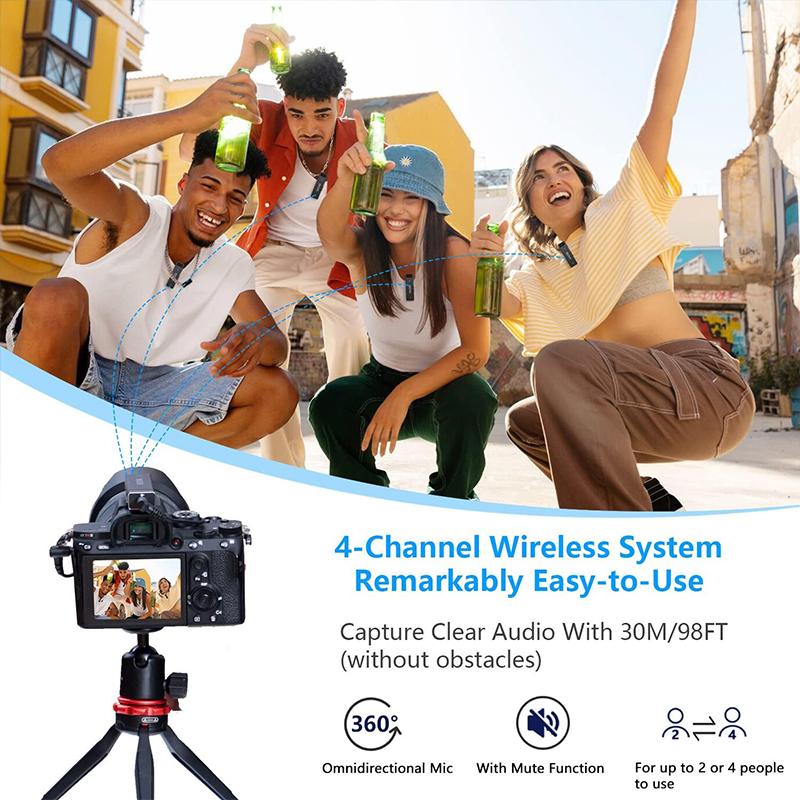 4-Channel Wireless System
Remarkably Easy-to-Use
Capture Clear Audio With 30M/98FT
(without obstacles)
360°
2
4
Omnidirectional Mic
With Mute Function
For up to 2 or 4 people
to use